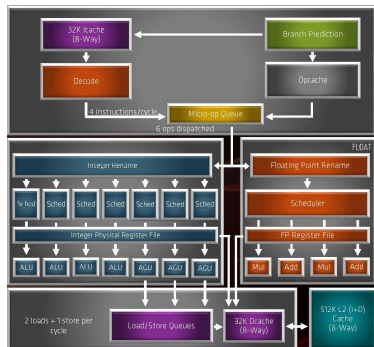 32K Icache
(8-Way)
Branch Prediction
Decode
Opcache
4 instructions/cycle
Micro-op Queue
6 ops dispatched
Integer Rename
Sched
Sched
Sched
Sched
Sched
Sched
Sched
Integer Physical Register File
ALU
ALU
ALU
ALU
AGU
AGU
AGU
FLOAT
Floating Point Rename
Scheduler
FP Register File
Mul
Add
Mul
Add
2 loads + 1 store per
cycle
Load/Store Queues
32K Dcache
(8-Way)
512K L2 (I+D)
Cache
(8-Way)